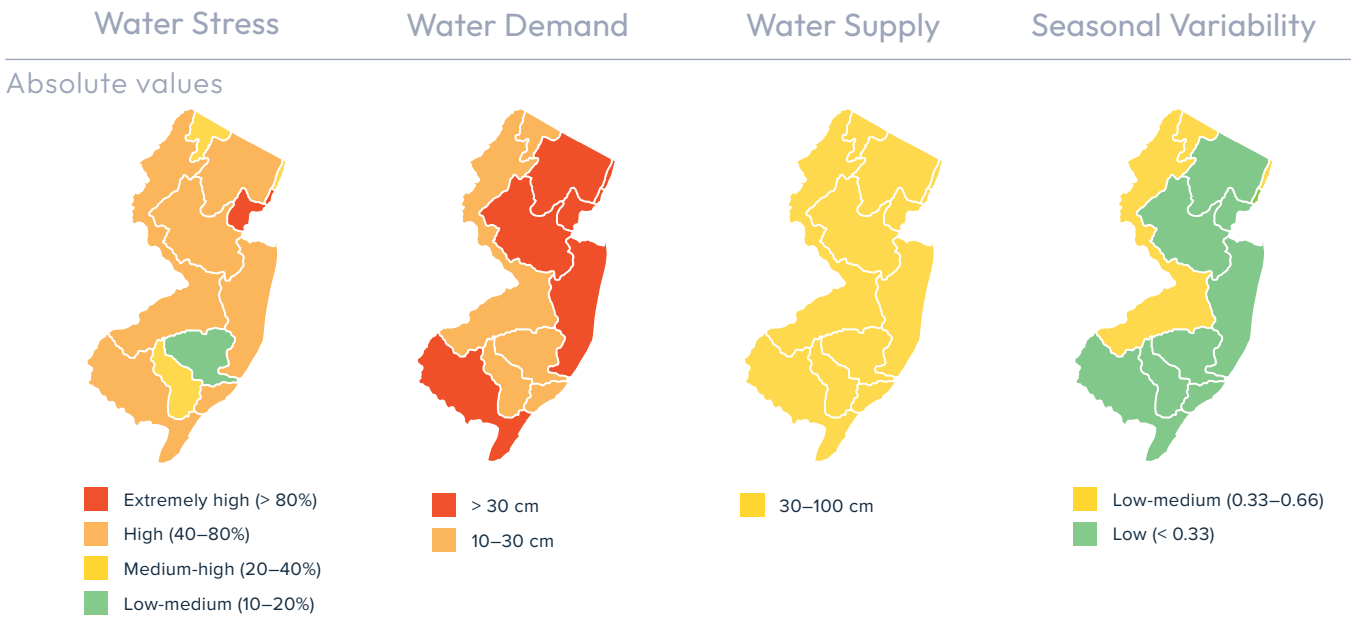 Water Stress
Water Demand
Water Supply
Seasonal Variability
Absolute values
Extremely high (> 80%)
High (40–80%)
Medium-high (20–40%)
Low-medium (10–20%)
> 30 cm
10–30 cm
30–100 cm
Low-medium (0.33–0.66)
Low (< 0.33)